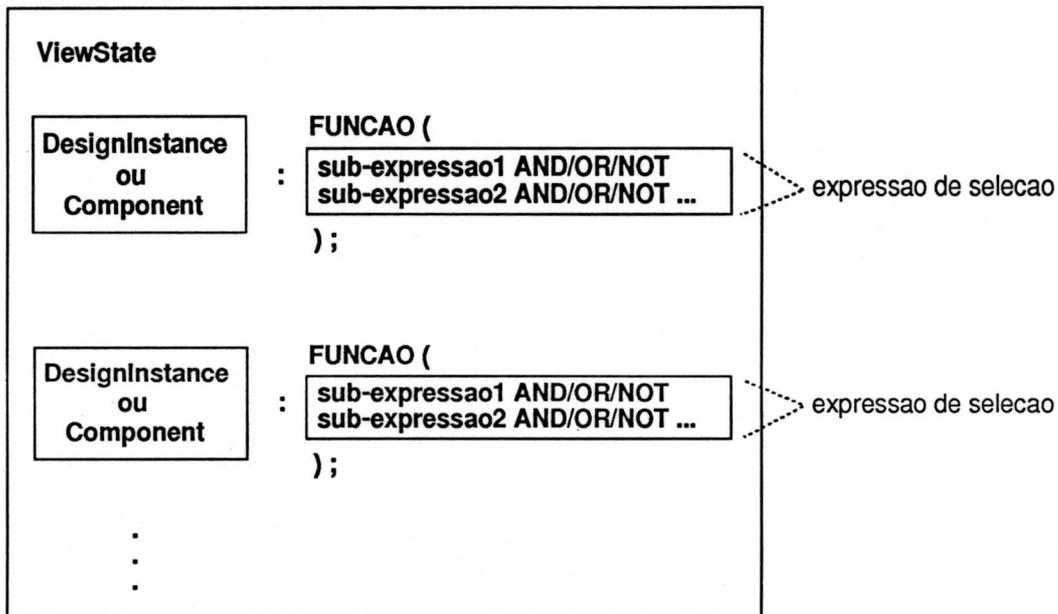 ViewState
DesignInstance
ou
Component
:
FUNCAO (
sub-expressao1 AND/OR/NOT
sub-expressao2 AND/OR/NOT ...
) ;
expressao de selecao
DesignInstance
ou
Component
:
FUNCAO (
sub-expressao1 AND/OR/NOT
sub-expressao2 AND/OR/NOT ...
) ;
expressao de selecao
.
.
.